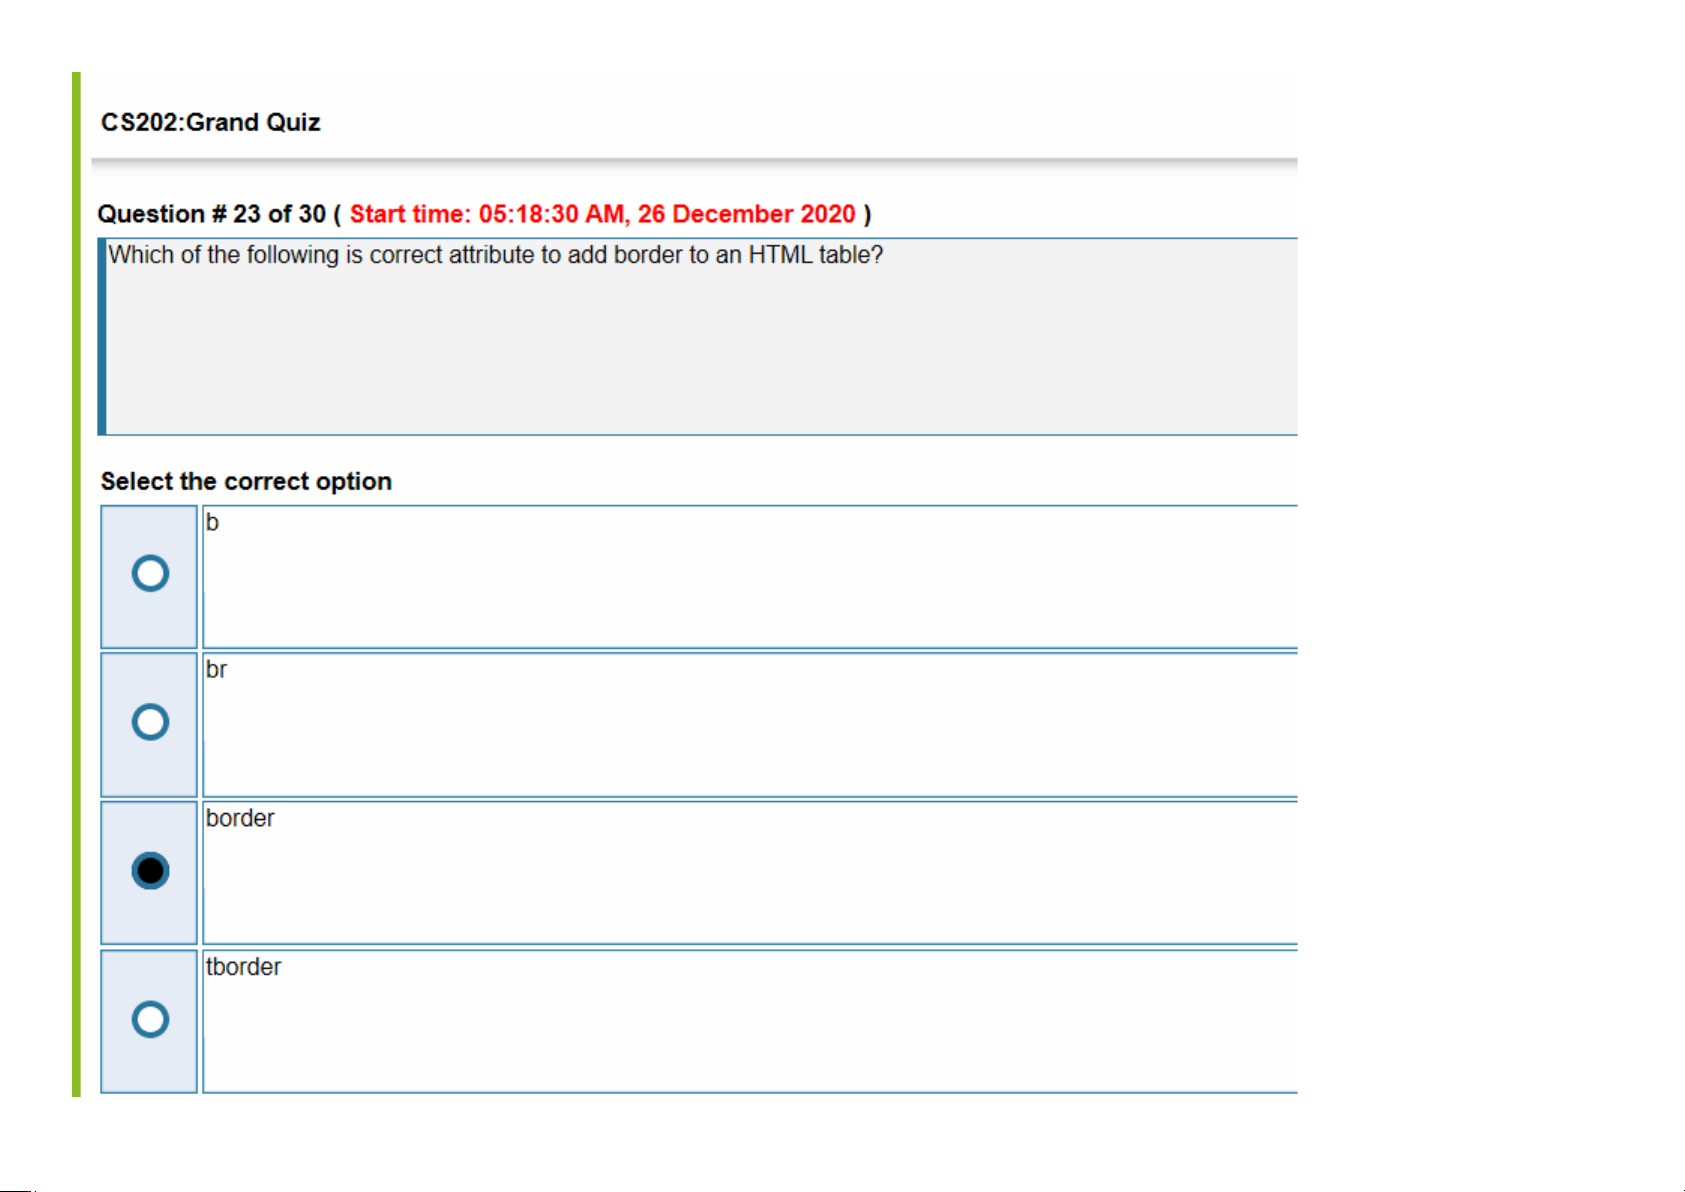 CS202:Grand Quiz
Question # 23 of 30 ( Start time: 05:18:30 AM, 26 December 2020 )
Which of the following is correct attribute to add border to an HTML table?
Select the correct option
b
br
border
tborder